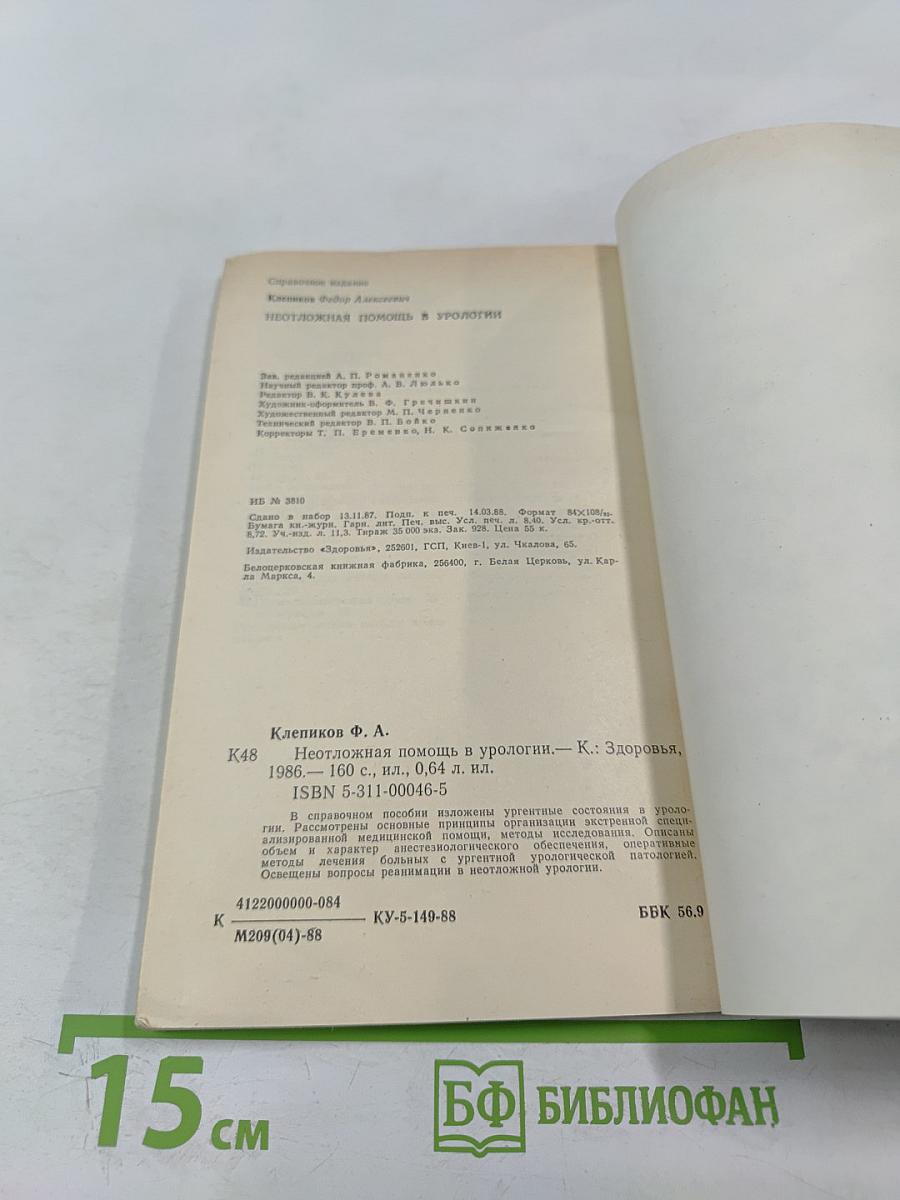 Справочное издание
Клепиков Федор Алексеевич
НЕОТЛОЖНАЯ ПОМОЩЬ В УРОЛОГИИ
Зав. редакцией А. П. Романенко
Научный редактор проф. А. В. Люлько
Редактор В. К. Кулева
Художник-оформитель В. Ф. Гречишкин
Художественный редактор М. П. Черненко
Технический редактор В. П. Бойко
Корректоры Т. П. Еременко, Н. К. Сопиженко
ИБ № 3810
Сдано в набор 13.11.87. Подп. к печ. 14.03.88. Формат 84×108/32.
Бумага кн.-журн. Гарн. лит. Печ. выс. Усл. печ. л. 8,40. Усл. кр.-отт.
8,72. Уч.-изд. л. 11,3. Тираж 35 000 экз. Зак. 928. Цена 55 к.
Издательство «Здоровья», 252601, ГСП, Киев-1, ул. Чкалова, 65.
Белоцерковская книжная фабрика, 256400, г. Белая Церковь, ул. Кар-
ла Маркса, 4.
Клепиков Ф. А.
К48 Неотложная помощь в урологии.— К.: Здоровья,
1986.— 160 с., ил., 0,64 л. ил.
ISBN 5-311-00046-5
В справочном пособии изложены ургентные состояния в уроло-
гии. Рассмотрены основные принципы организации экстренной специ-
ализированной медицинской помощи, методы исследования. Описаны
объем и характер анестезиологического обеспечения, оперативные
методы лечения больных с ургентной урологической патологией.
Освещены вопросы реанимации в неотложной урологии.
4122000000-084
К КУ-5-149-88 ББК 56.9
М209(04)-88
15 см БФ БИБЛИОФАН